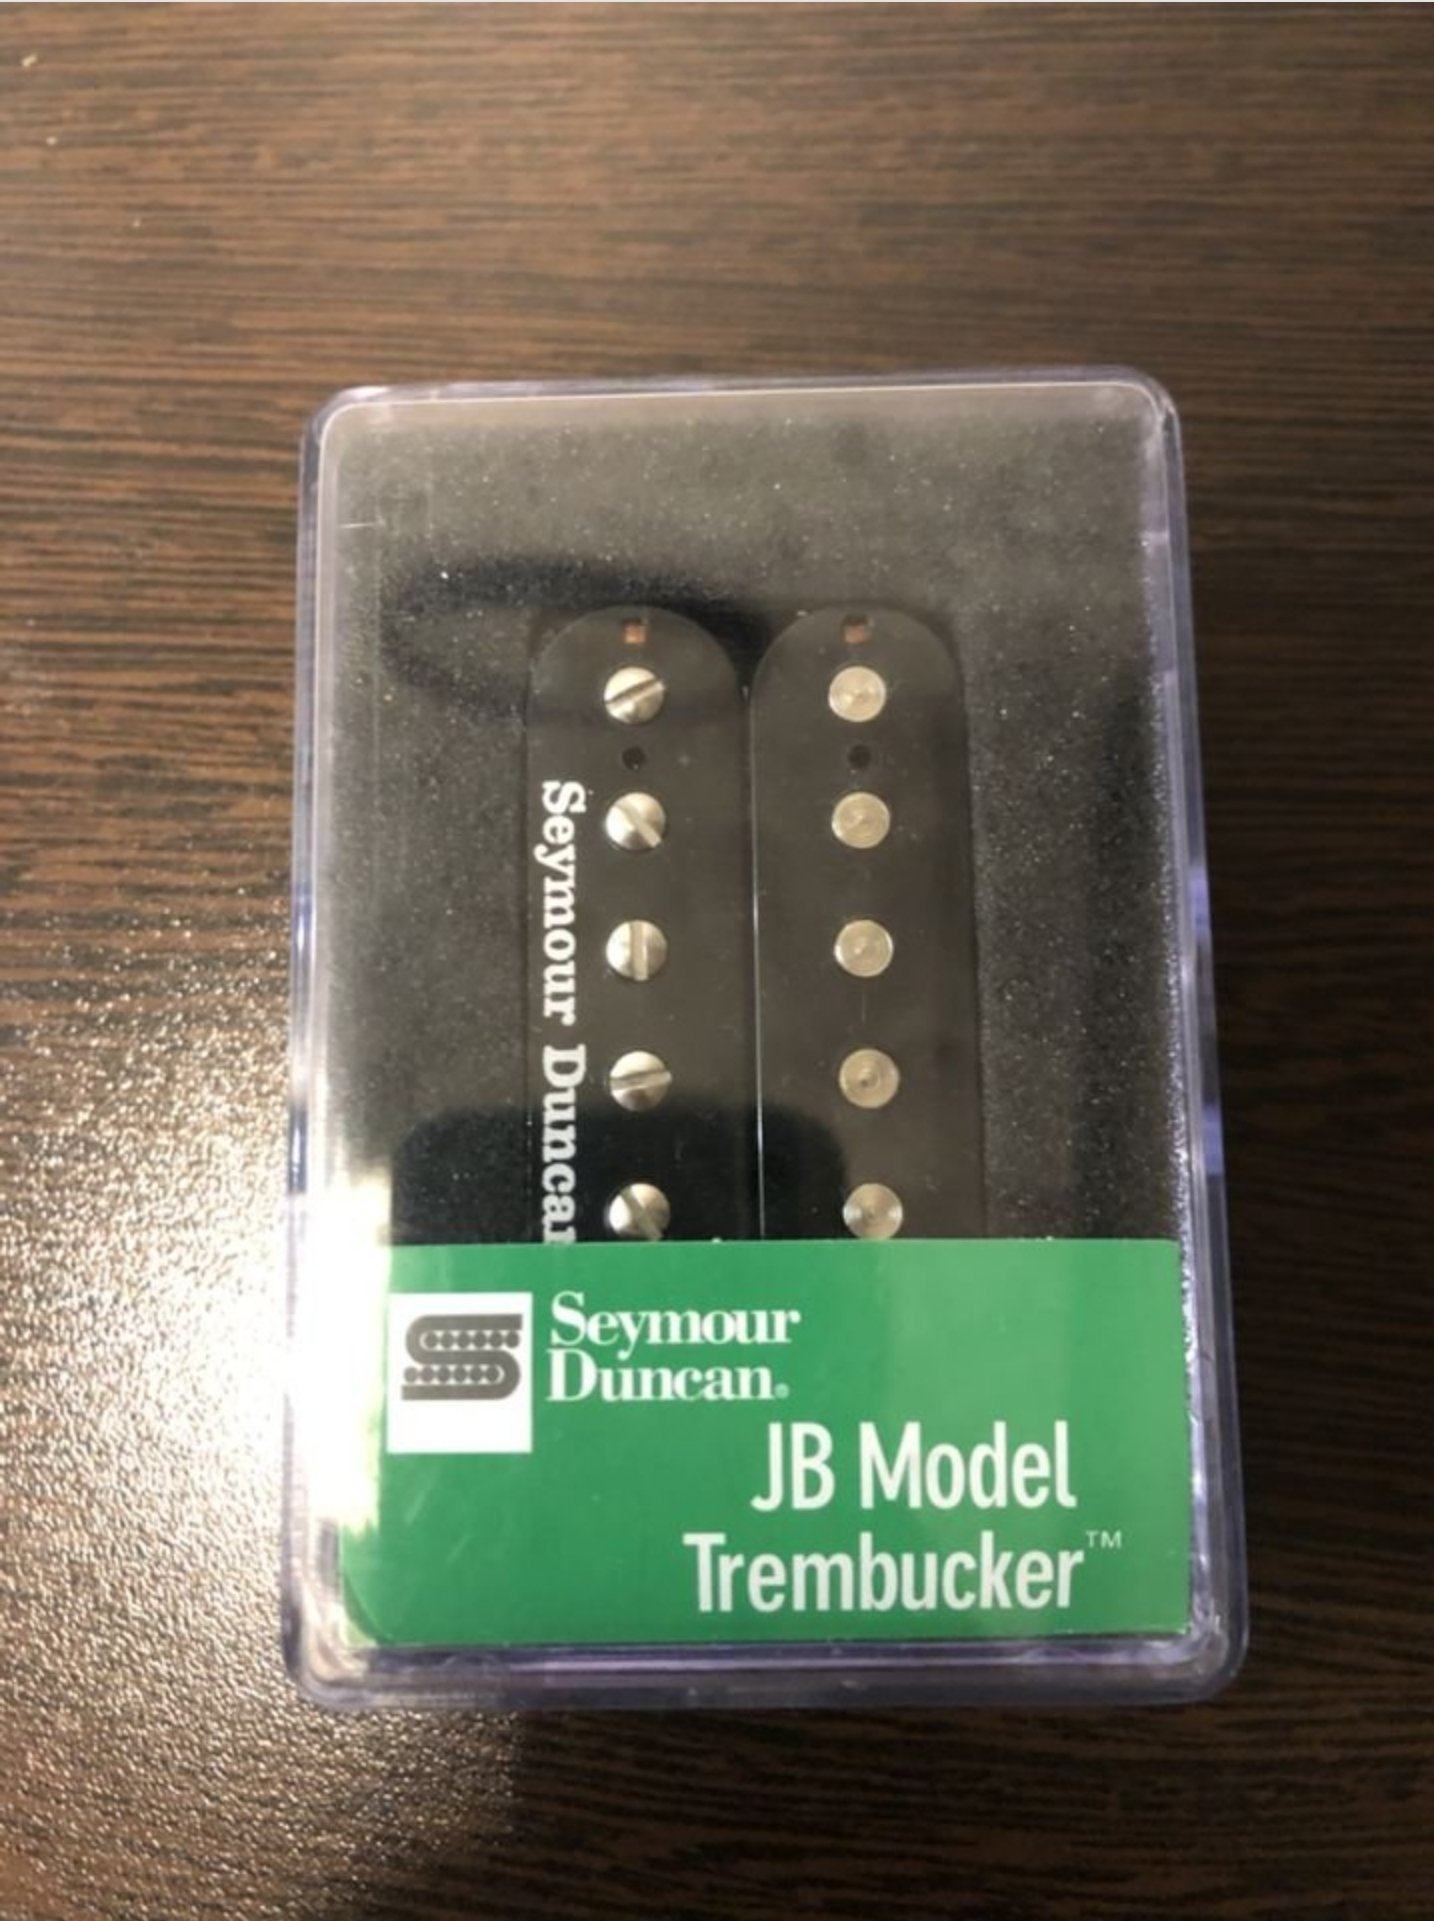 Seymour Duncan
Seymour
Duncan®
JB Model
Trembucker™